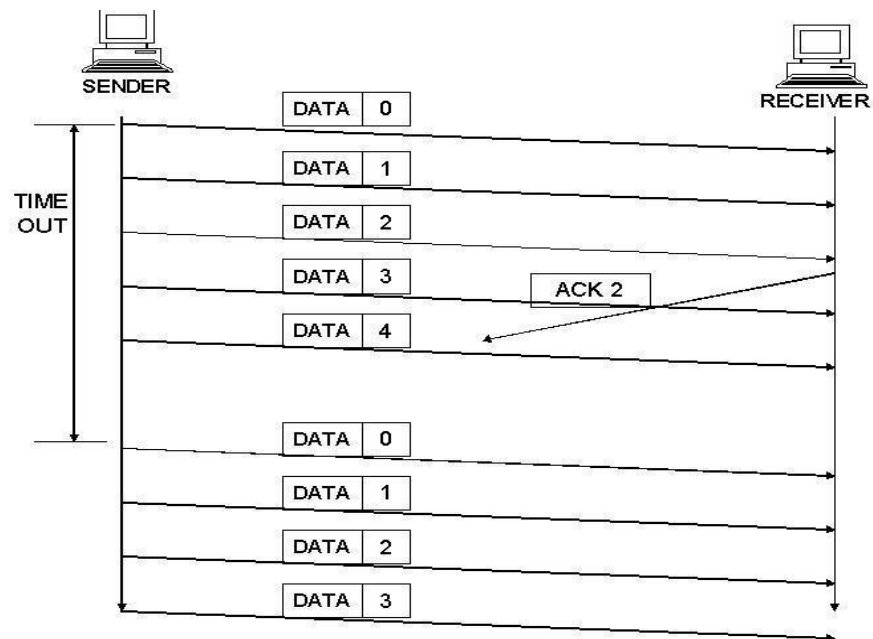 SENDER
RECEIVER
DATA 0
DATA 1
TIME
OUT
DATA 2
DATA 3
ACK 2
DATA 4
DATA 0
DATA 1
DATA 2
DATA 3